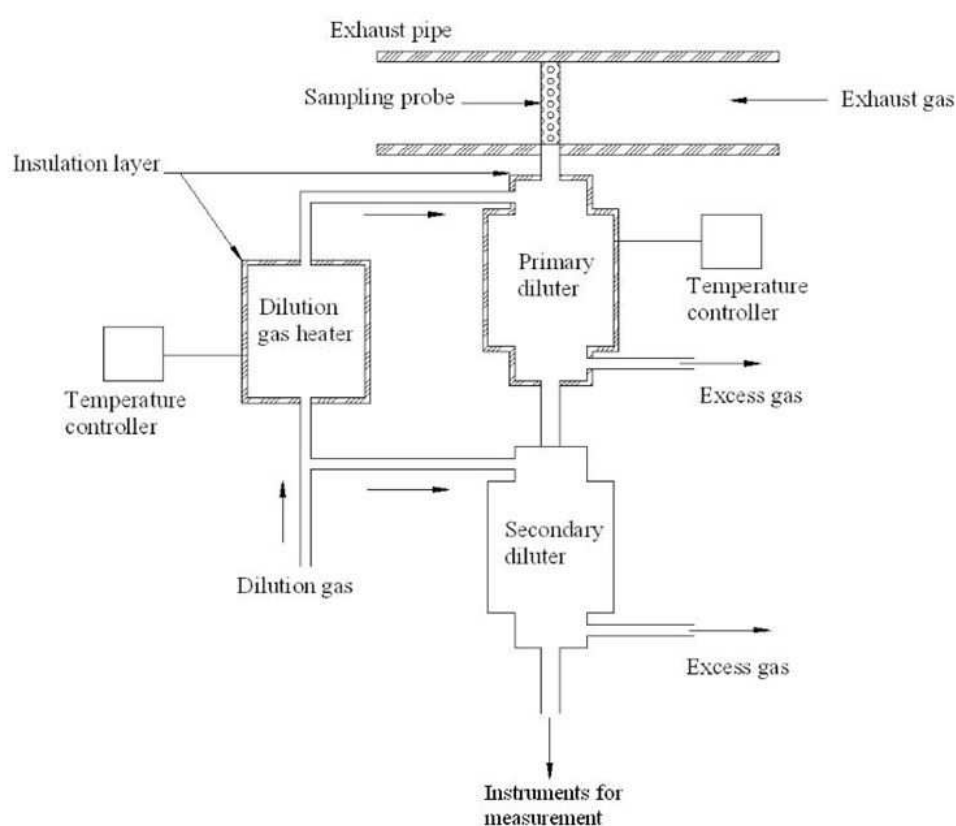 Exhaust pipe
Sampling probe
Exhaust gas
Insulation layer
Primary
diluter
Temperature
controller
Dilution
gas heater
Temperature
controller
Excess gas
Secondary
diluter
Dilution gas
Excess gas
Instruments for
measurement